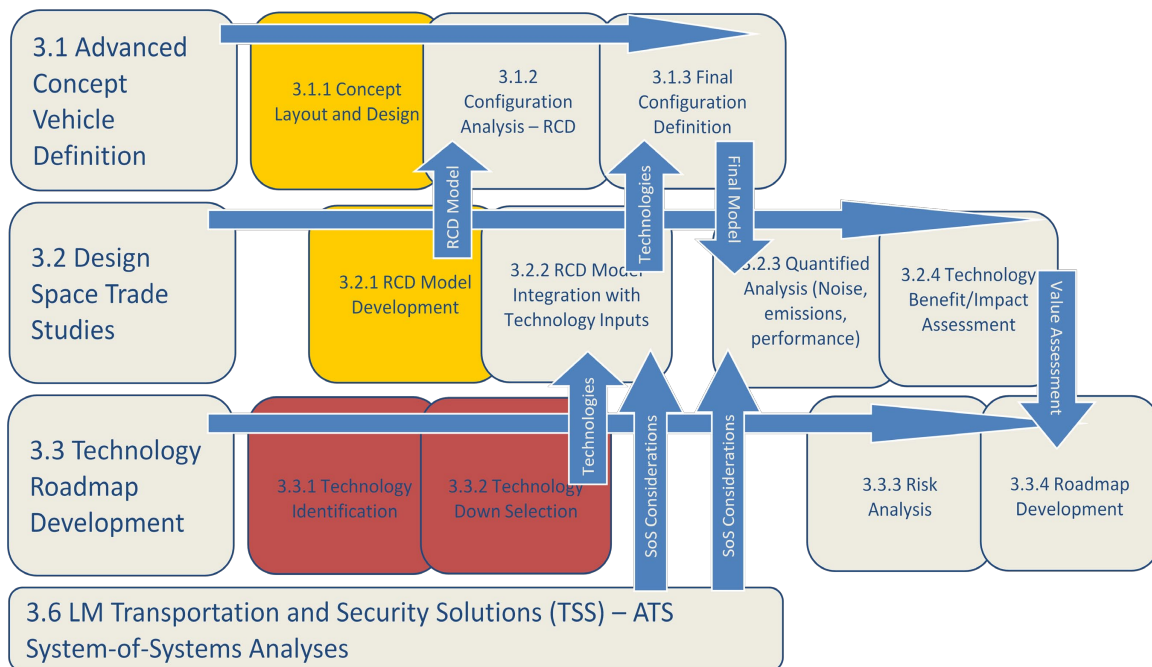 3.1 Advanced
Concept
Vehicle
Definition
3.1.1 Concept
Layout and Design
3.1.2
Configuration
Analysis – RCD
3.1.3 Final
Configuration
Definition
RCD Model
Technologies
Final Model
3.2 Design
Space Trade
Studies
3.2.1 RCD Model
Development
3.2.2 RCD Model
Integration with
Technology Inputs
3.2.3 Quantified
Analysis (Noise,
emissions,
performance)
3.2.4 Technology
Benefit/Impact
Assessment
Value Assessment
Technologies
SoS Considerations
SoS Considerations
3.3 Technology
Roadmap
Development
3.3.1 Technology
Identification
3.3.2 Technology
Down Selection
3.3.3 Risk
Analysis
3.3.4 Roadmap
Development
3.6 LM Transportation and Security Solutions (TSS) – ATS
System-of-Systems Analyses